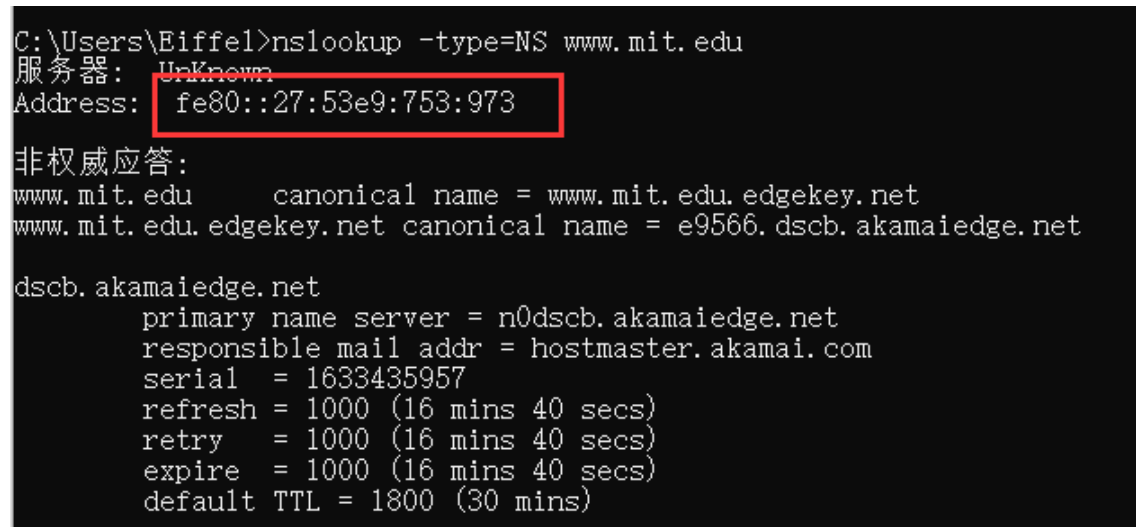 C:\Users\Eiffel>nslookup -type=NS www.mit.edu
服务器:  UnKnown
Address:  fe80::27:53e9:753:973
非权威应答:
www.mit.edu     canonical name = www.mit.edu.edgekey.net
www.mit.edu.edgekey.net canonical name = e9566.dscb.akamaiedge.net
dscb.akamaiedge.net
        primary name server = n0dscb.akamaiedge.net
        responsible mail addr = hostmaster.akamai.com
        serial  = 1633435957
        refresh = 1000 (16 mins 40 secs)
        retry   = 1000 (16 mins 40 secs)
        expire  = 1000 (16 mins 40 secs)
        default TTL = 1800 (30 mins)